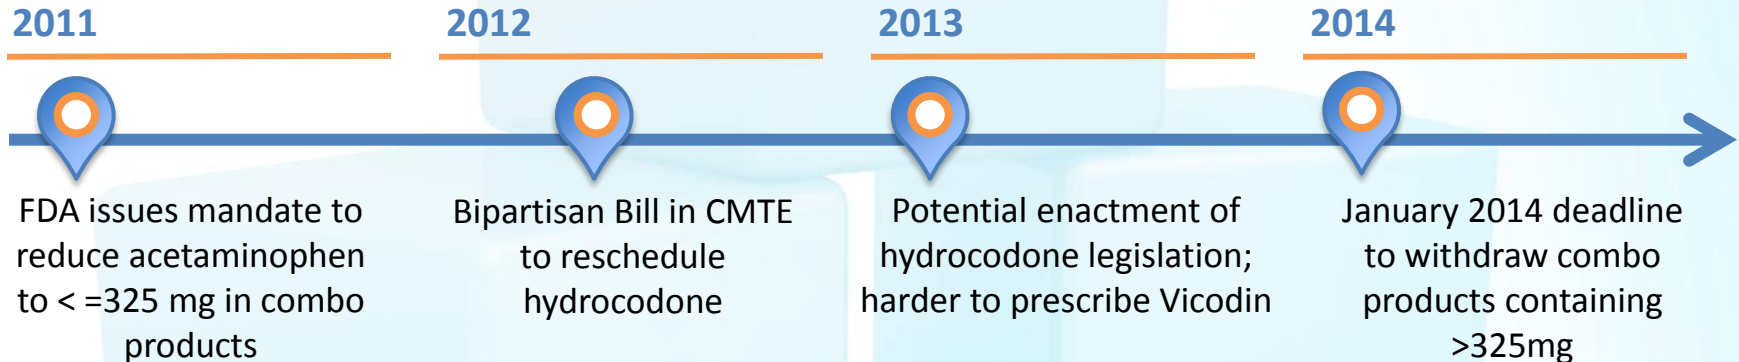 2011
FDA issues mandate to
reduce acetaminophen
to < =325 mg in combo
products
2012
Bipartisan Bill in CMTE
to reschedule
hydrocodone
2013
Potential enactment of
hydrocodone legislation;
harder to prescribe Vicodin
2014
January 2014 deadline
to withdraw combo
products containing
>325mg